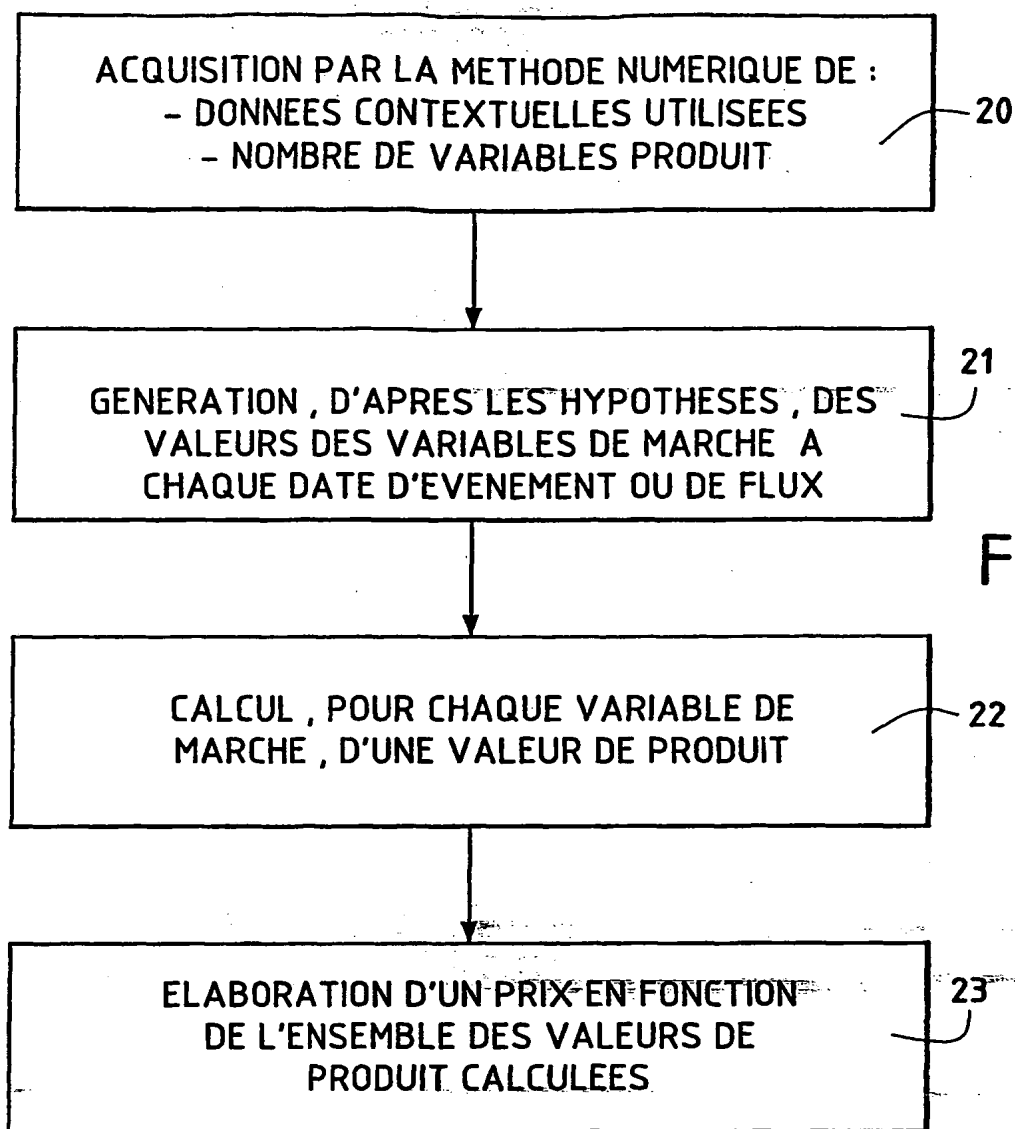 ACQUISITION PAR LA METHODE NUMERIQUE DE :
- DONNEES CONTEXTUELLES UTILISEES
- NOMBRE DE VARIABLES PRODUIT
20
GENERATION , D'APRES LES HYPOTHESES , DES
VALEURS DES VARIABLES DE MARCHE A
CHAQUE DATE D'EVENEMENT OU DE FLUX
21
F
CALCUL , POUR CHAQUE VARIABLE DE
MARCHE , D'UNE VALEUR DE PRODUIT
22
ELABORATION D'UN PRIX EN FONCTION
DE L'ENSEMBLE DES VALEURS DE
PRODUIT CALCULEES
23